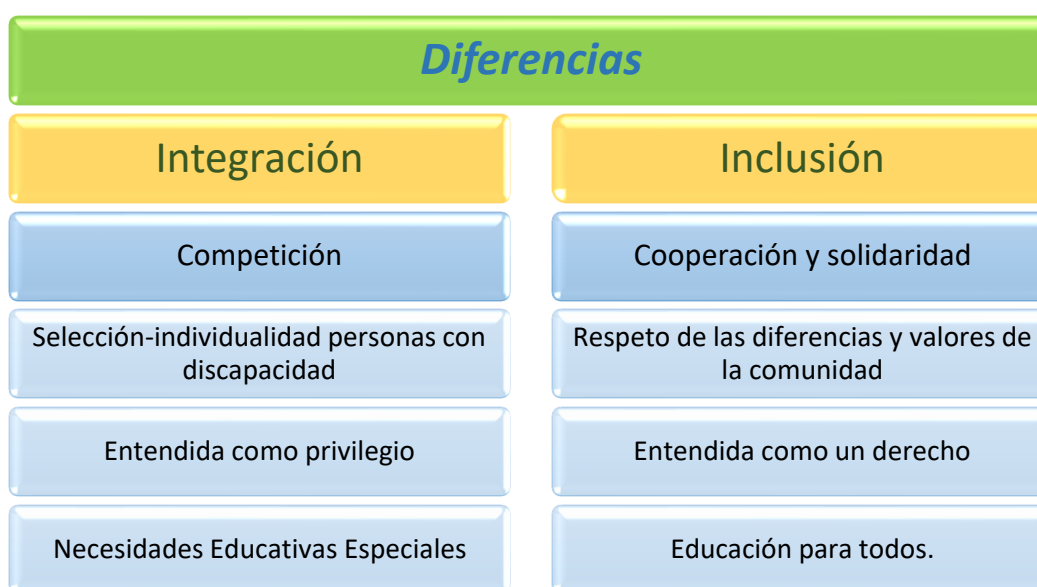 Diferencias
Integración
Inclusión
Competición
Cooperación y solidaridad
Selección-individualidad personas con
discapacidad
Respeto de las diferencias y valores de
la comunidad
Entendida como privilegio
Entendida como un derecho
Necesidades Educativas Especiales
Educación para todos.